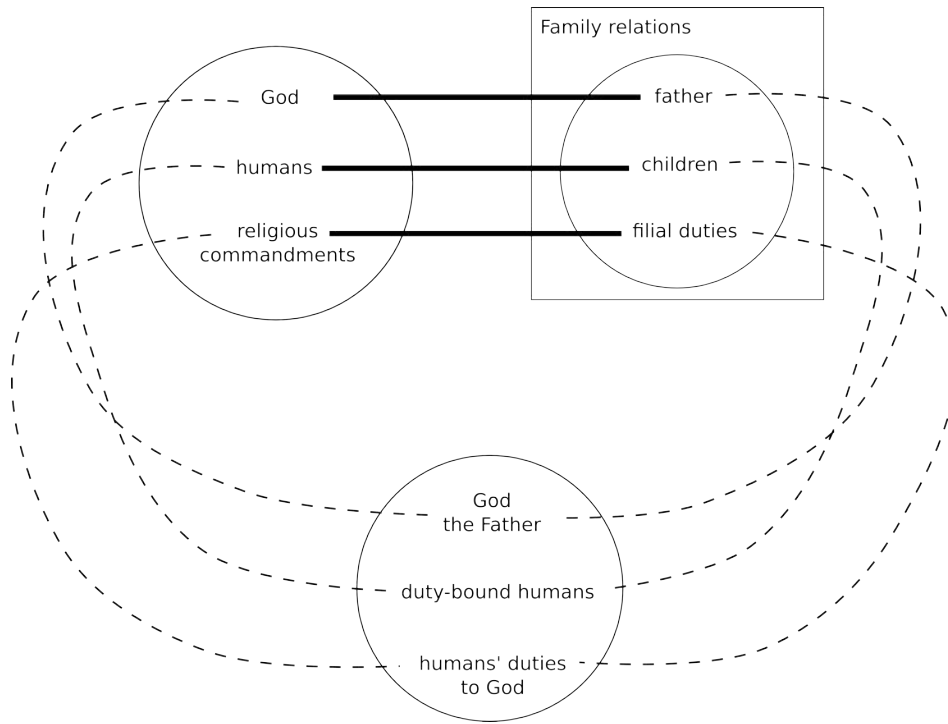 Family relations
God
father
humans
children
religious
commandments
filial duties
God
the Father
duty-bound humans
humans' duties
to God